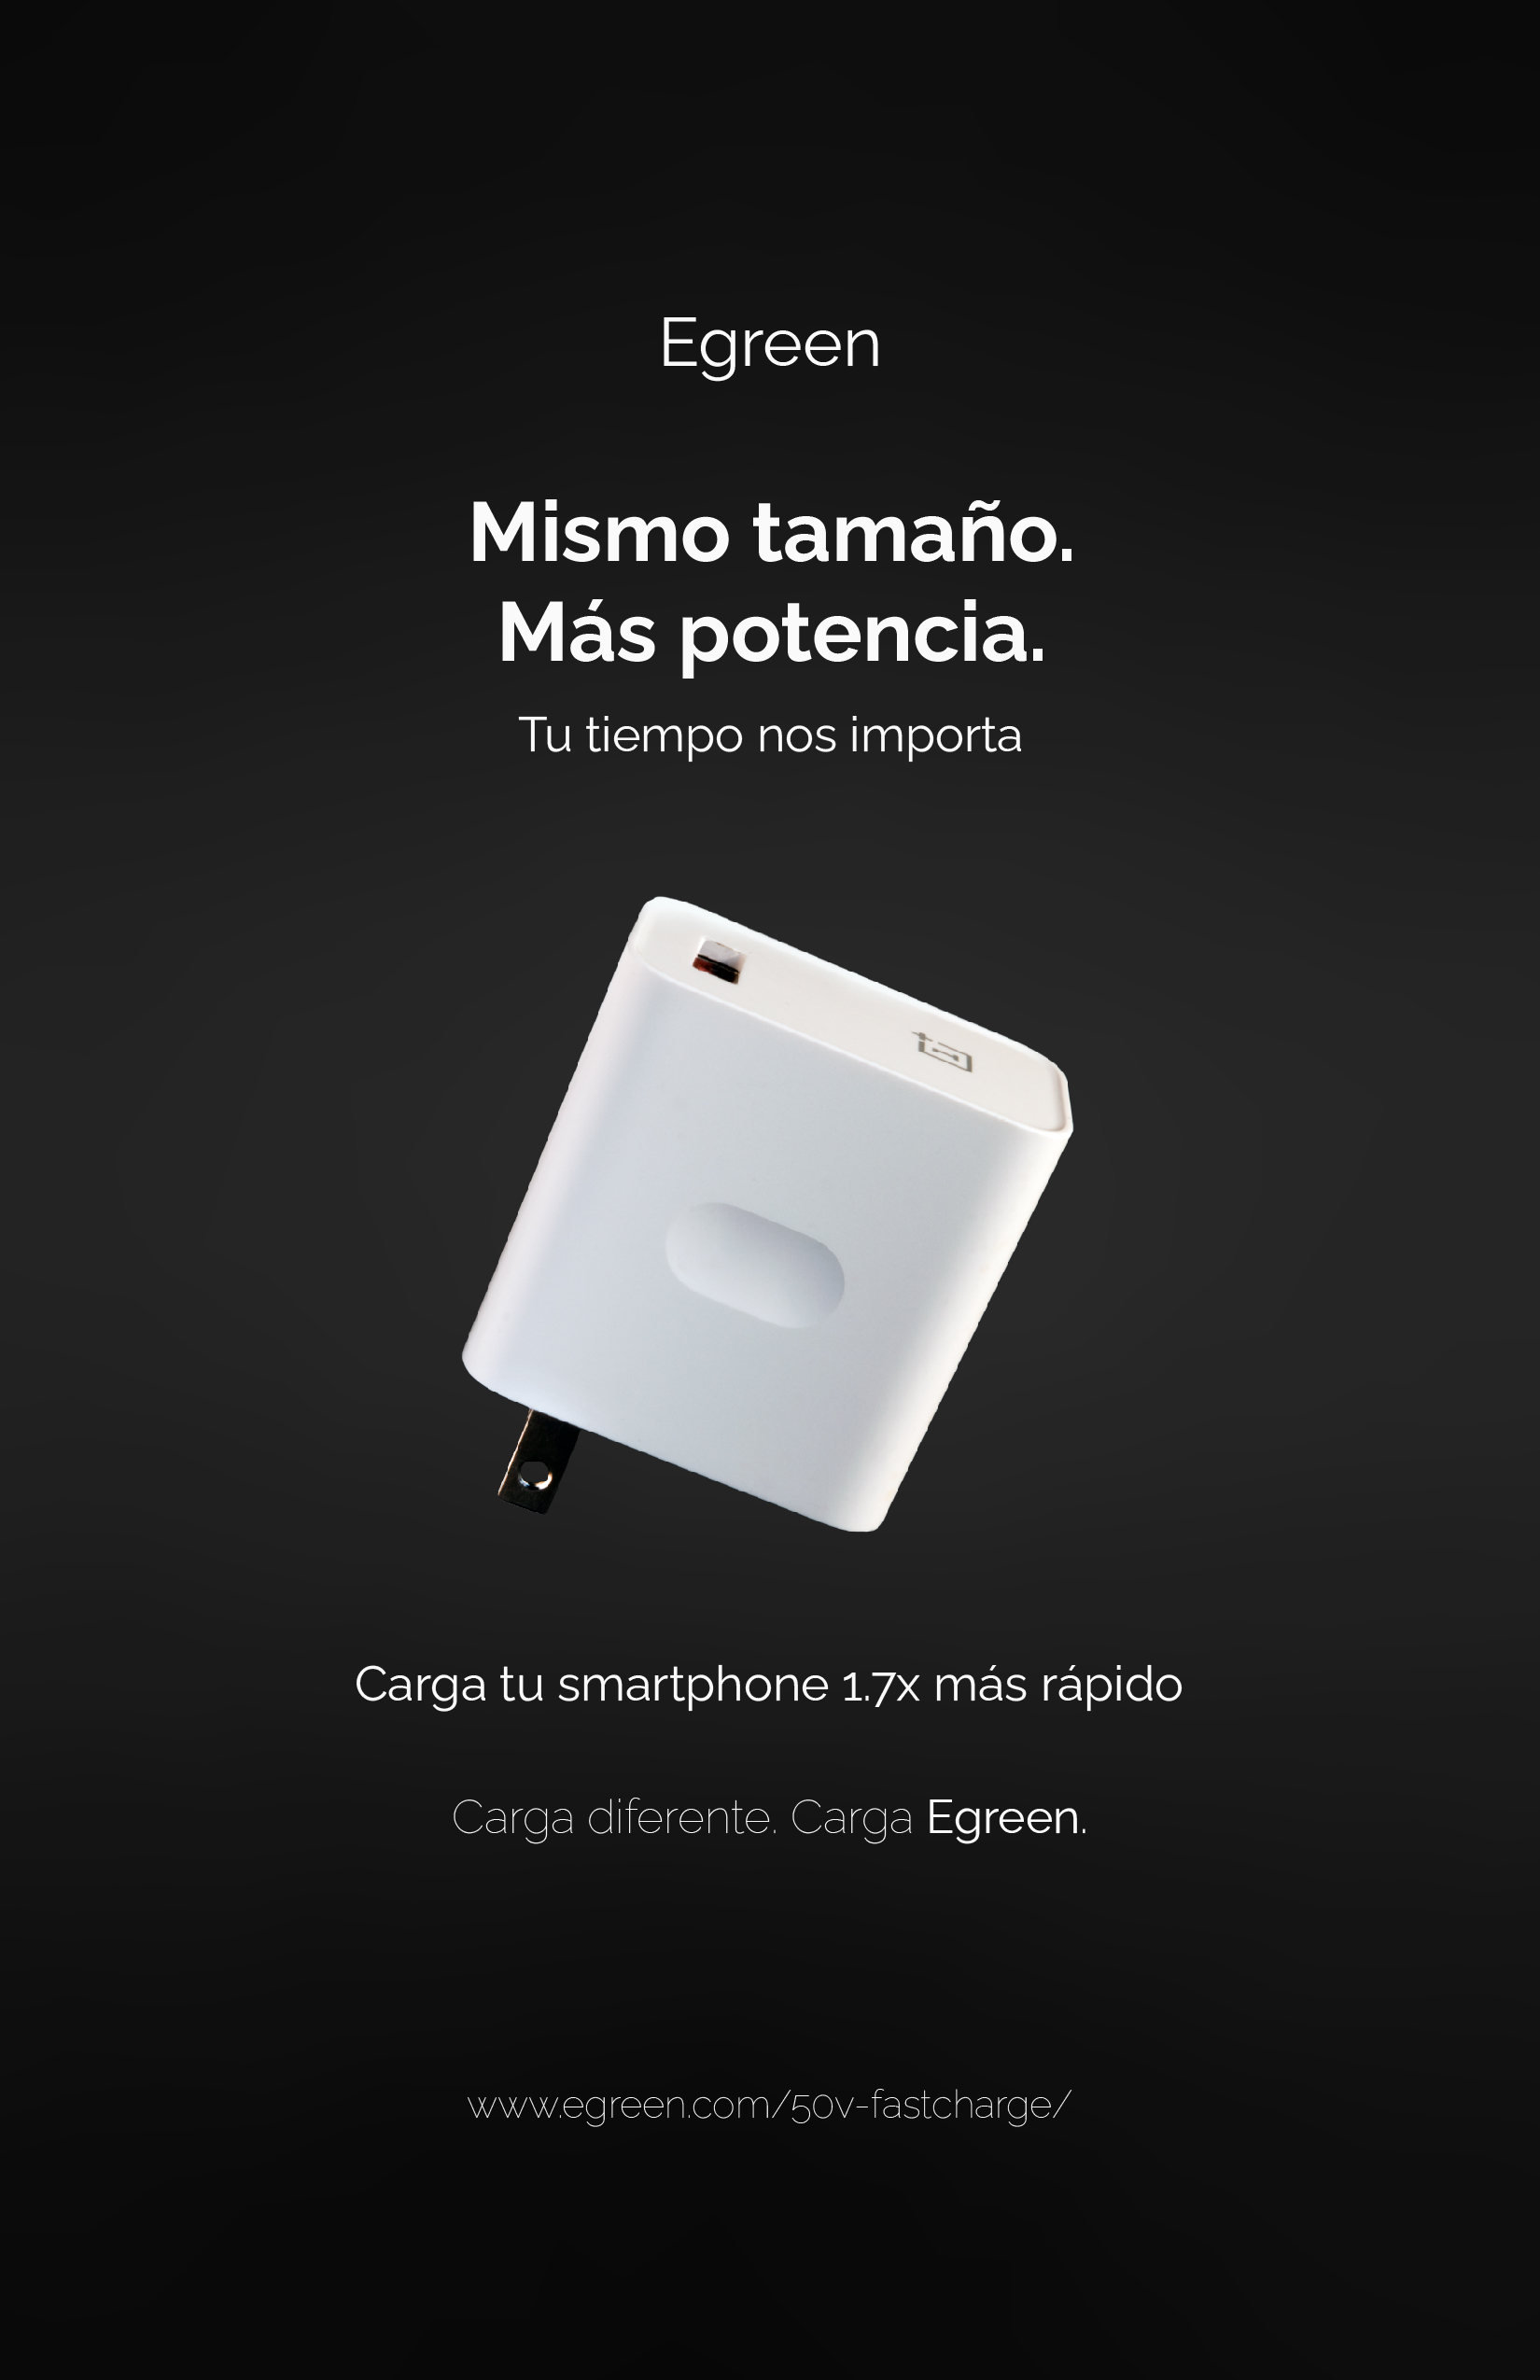 Egreen
Mismo tamaño.
Más potencia.
Tu tiempo nos importa
Carga tu smartphone 1.7x más rápido
Carga diferente. Carga Egreen.
www.egreen.com/50v-fastcharge/